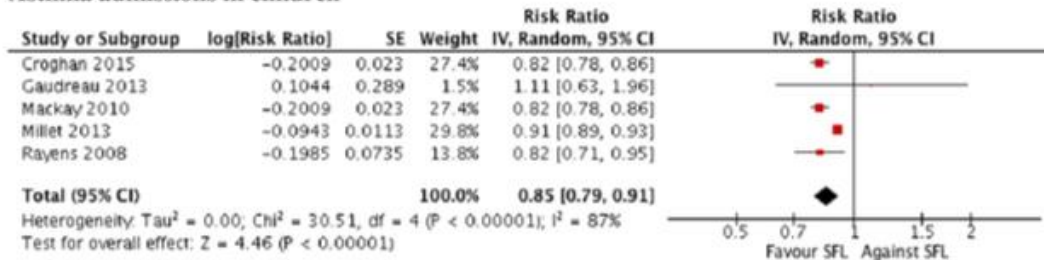 Risk Ratio Risk Ratio
Study or Subgroup log[Risk Ratio] SE Weight IV, Random, 95% CI IV, Random, 95% CI
Croghan 2015 -0.2009 0.023 27.4% 0.82 [0.78, 0.86]
Gaudreau 2013 0.1044 0.289 1.5% 1.11 [0.63, 1.96]
Mackay 2010 -0.2009 0.023 27.4% 0.82 [0.78, 0.86]
Millet 2013 -0.0943 0.0113 29.8% 0.91 [0.89, 0.93]
Rayens 2008 -0.1985 0.0735 13.8% 0.82 [0.71, 0.95]
Total (95% CI) 100.0% 0.85 [0.79, 0.91]
Heterogeneity: Tau² = 0.00; Chi² = 30.51, df = 4 (P < 0.00001); I² = 87%
Test for overall effect: Z = 4.46 (P < 0.00001)
0.5 0.7 1 1.5 2
Favour SFL Against SFL